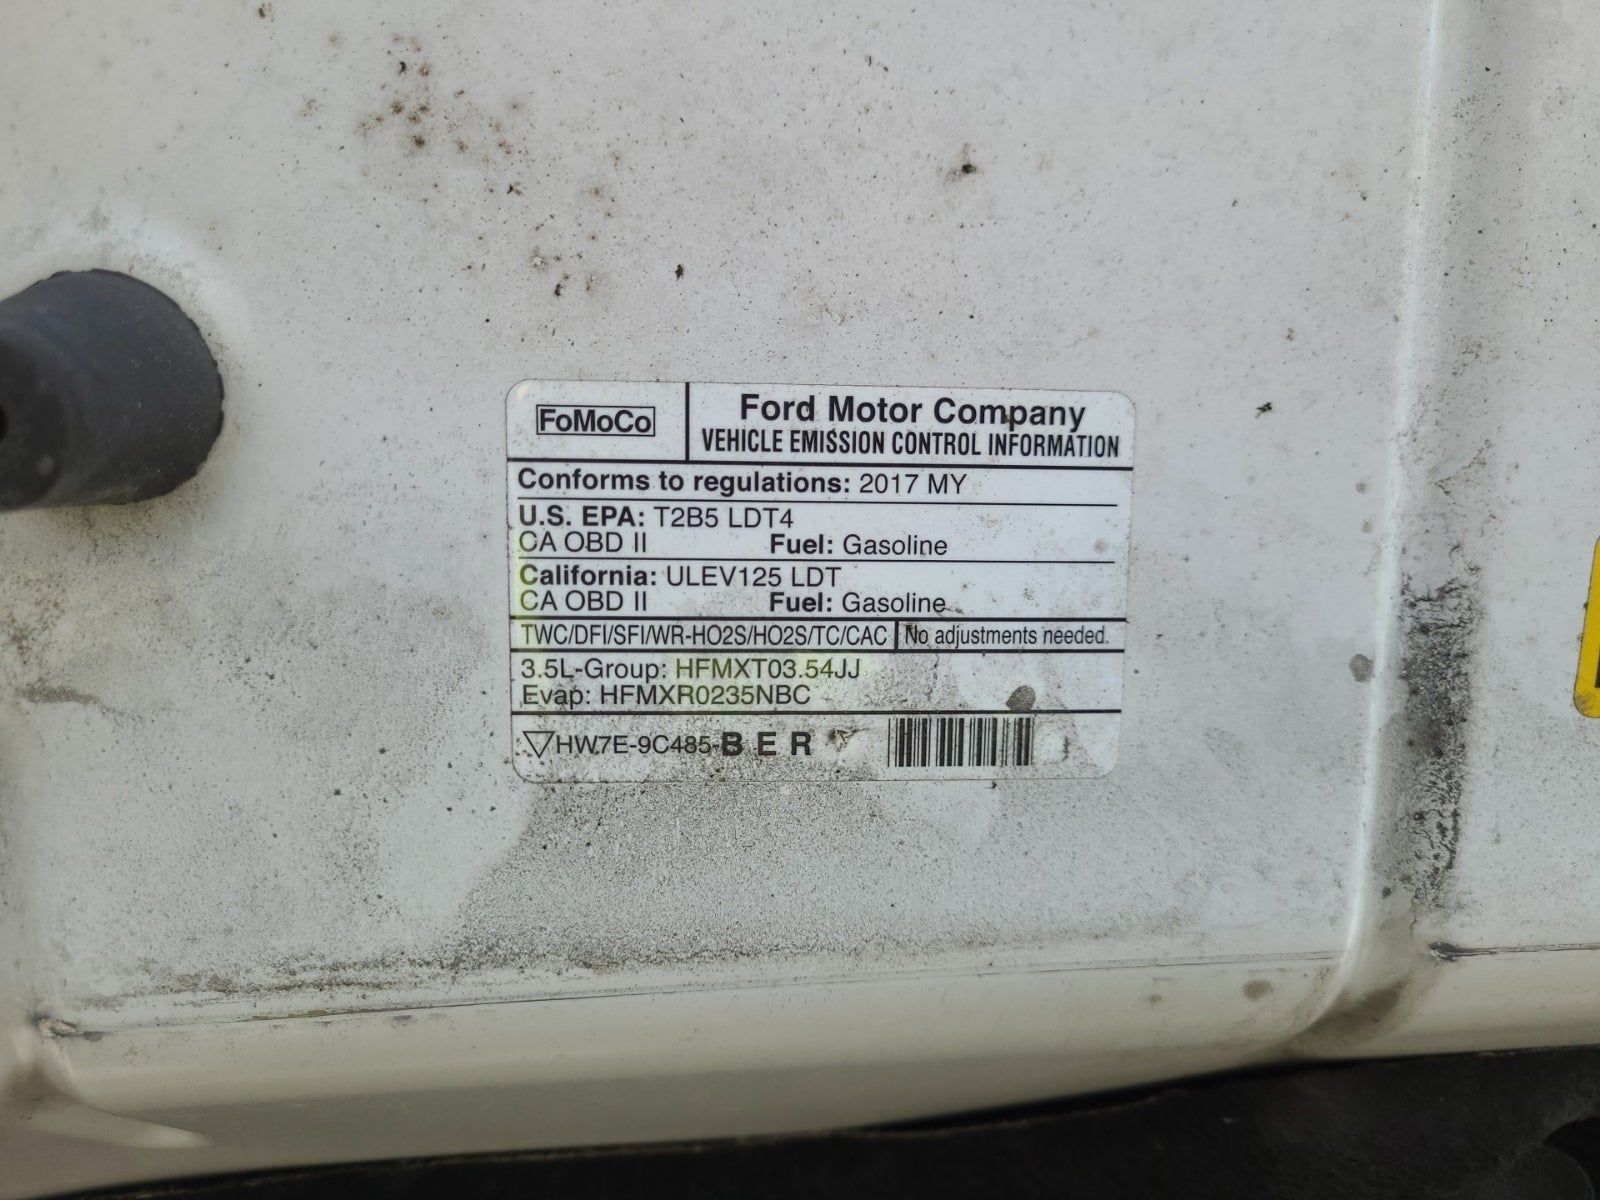 FoMoCo
Ford Motor Company
VEHICLE EMISSION CONTROL INFORMATION
Conforms to regulations: 2017 MY
U.S. EPA: T2B5 LDT4
CA OBD II Fuel: Gasoline
California: ULEV125 LDT
CA OBD II Fuel: Gasoline
TWC/DFI/SFI/WR-HO2S/HO2S/TC/CAC No adjustments needed.
3.5L-Group: HFMXT03.54JJ
Evap: HFMXR0235NBC
HW7E-9C485-BER